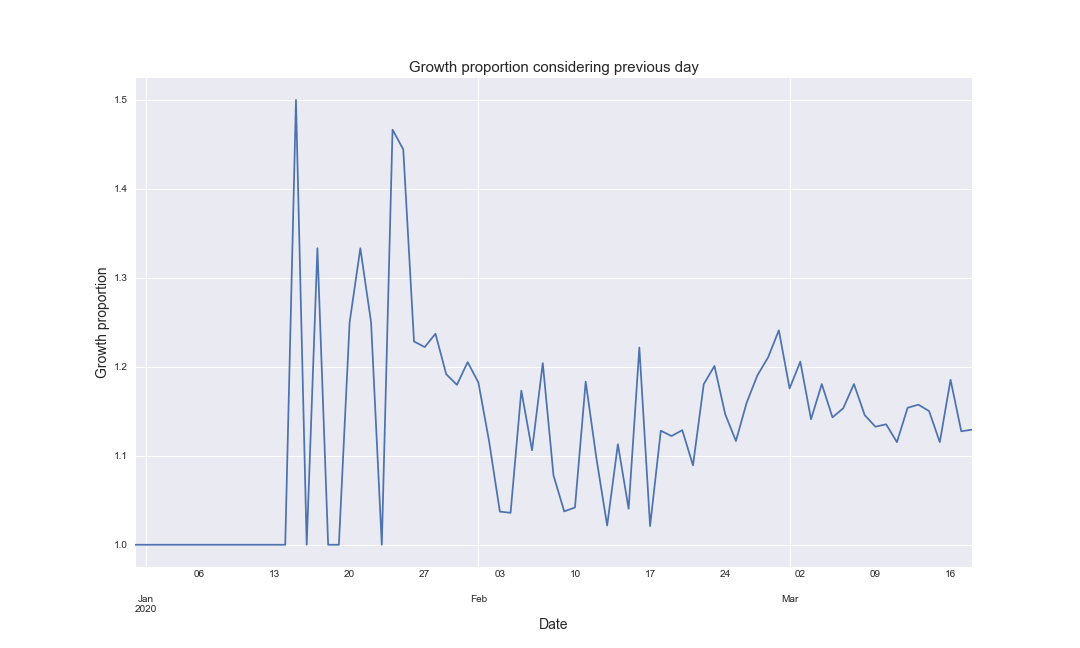 Growth proportion considering previous day
Growth proportion
1.5
1.4
1.3
1.2
1.1
1.0
06 13 20 27 03 10 17 24 02 09 16
Jan Feb Mar
2020
Date